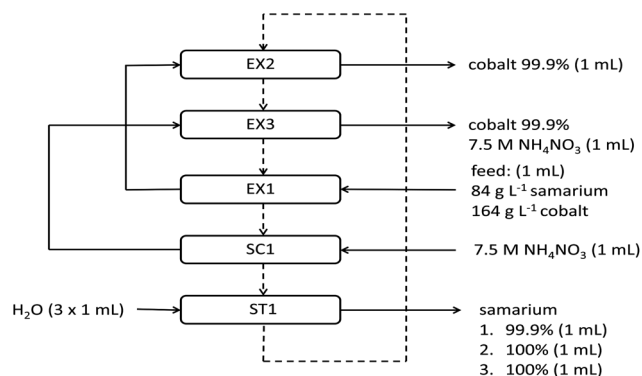 EX2
cobalt 99.9% (1 mL)
EX3
cobalt 99.9%
7.5 M NH₄NO₃ (1 mL)
feed: (1 mL)
EX1
84 g L⁻¹ samarium
164 g L⁻¹ cobalt
SC1
7.5 M NH₄NO₃ (1 mL)
H₂O (3 x 1 mL)
ST1
samarium
1. 99.9% (1 mL)
2. 100% (1 mL)
3. 100% (1 mL)